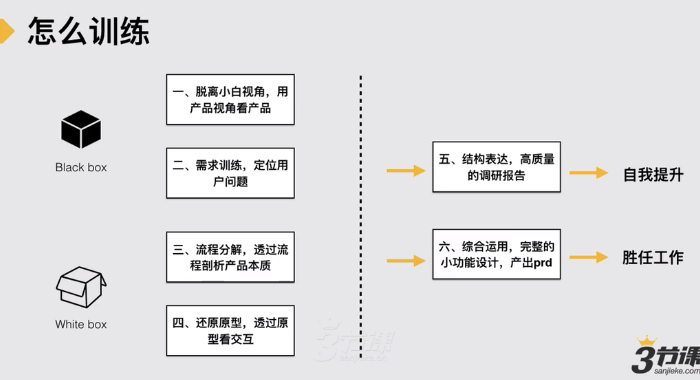 怎么训练
Black box
一、脱离小白视角，用
产品视角看产品
二、需求训练，定位用
户问题
White box
三、流程分解，透过流
程剖析产品本质
四、还原原型，透过原
型看交互
五、结构表达，高质量
的调研报告
自我提升
六、综合运用，完整的
小功能设计，产出prd
胜任工作
3节课
sanjieke.cn
3节课
sanjieke.com